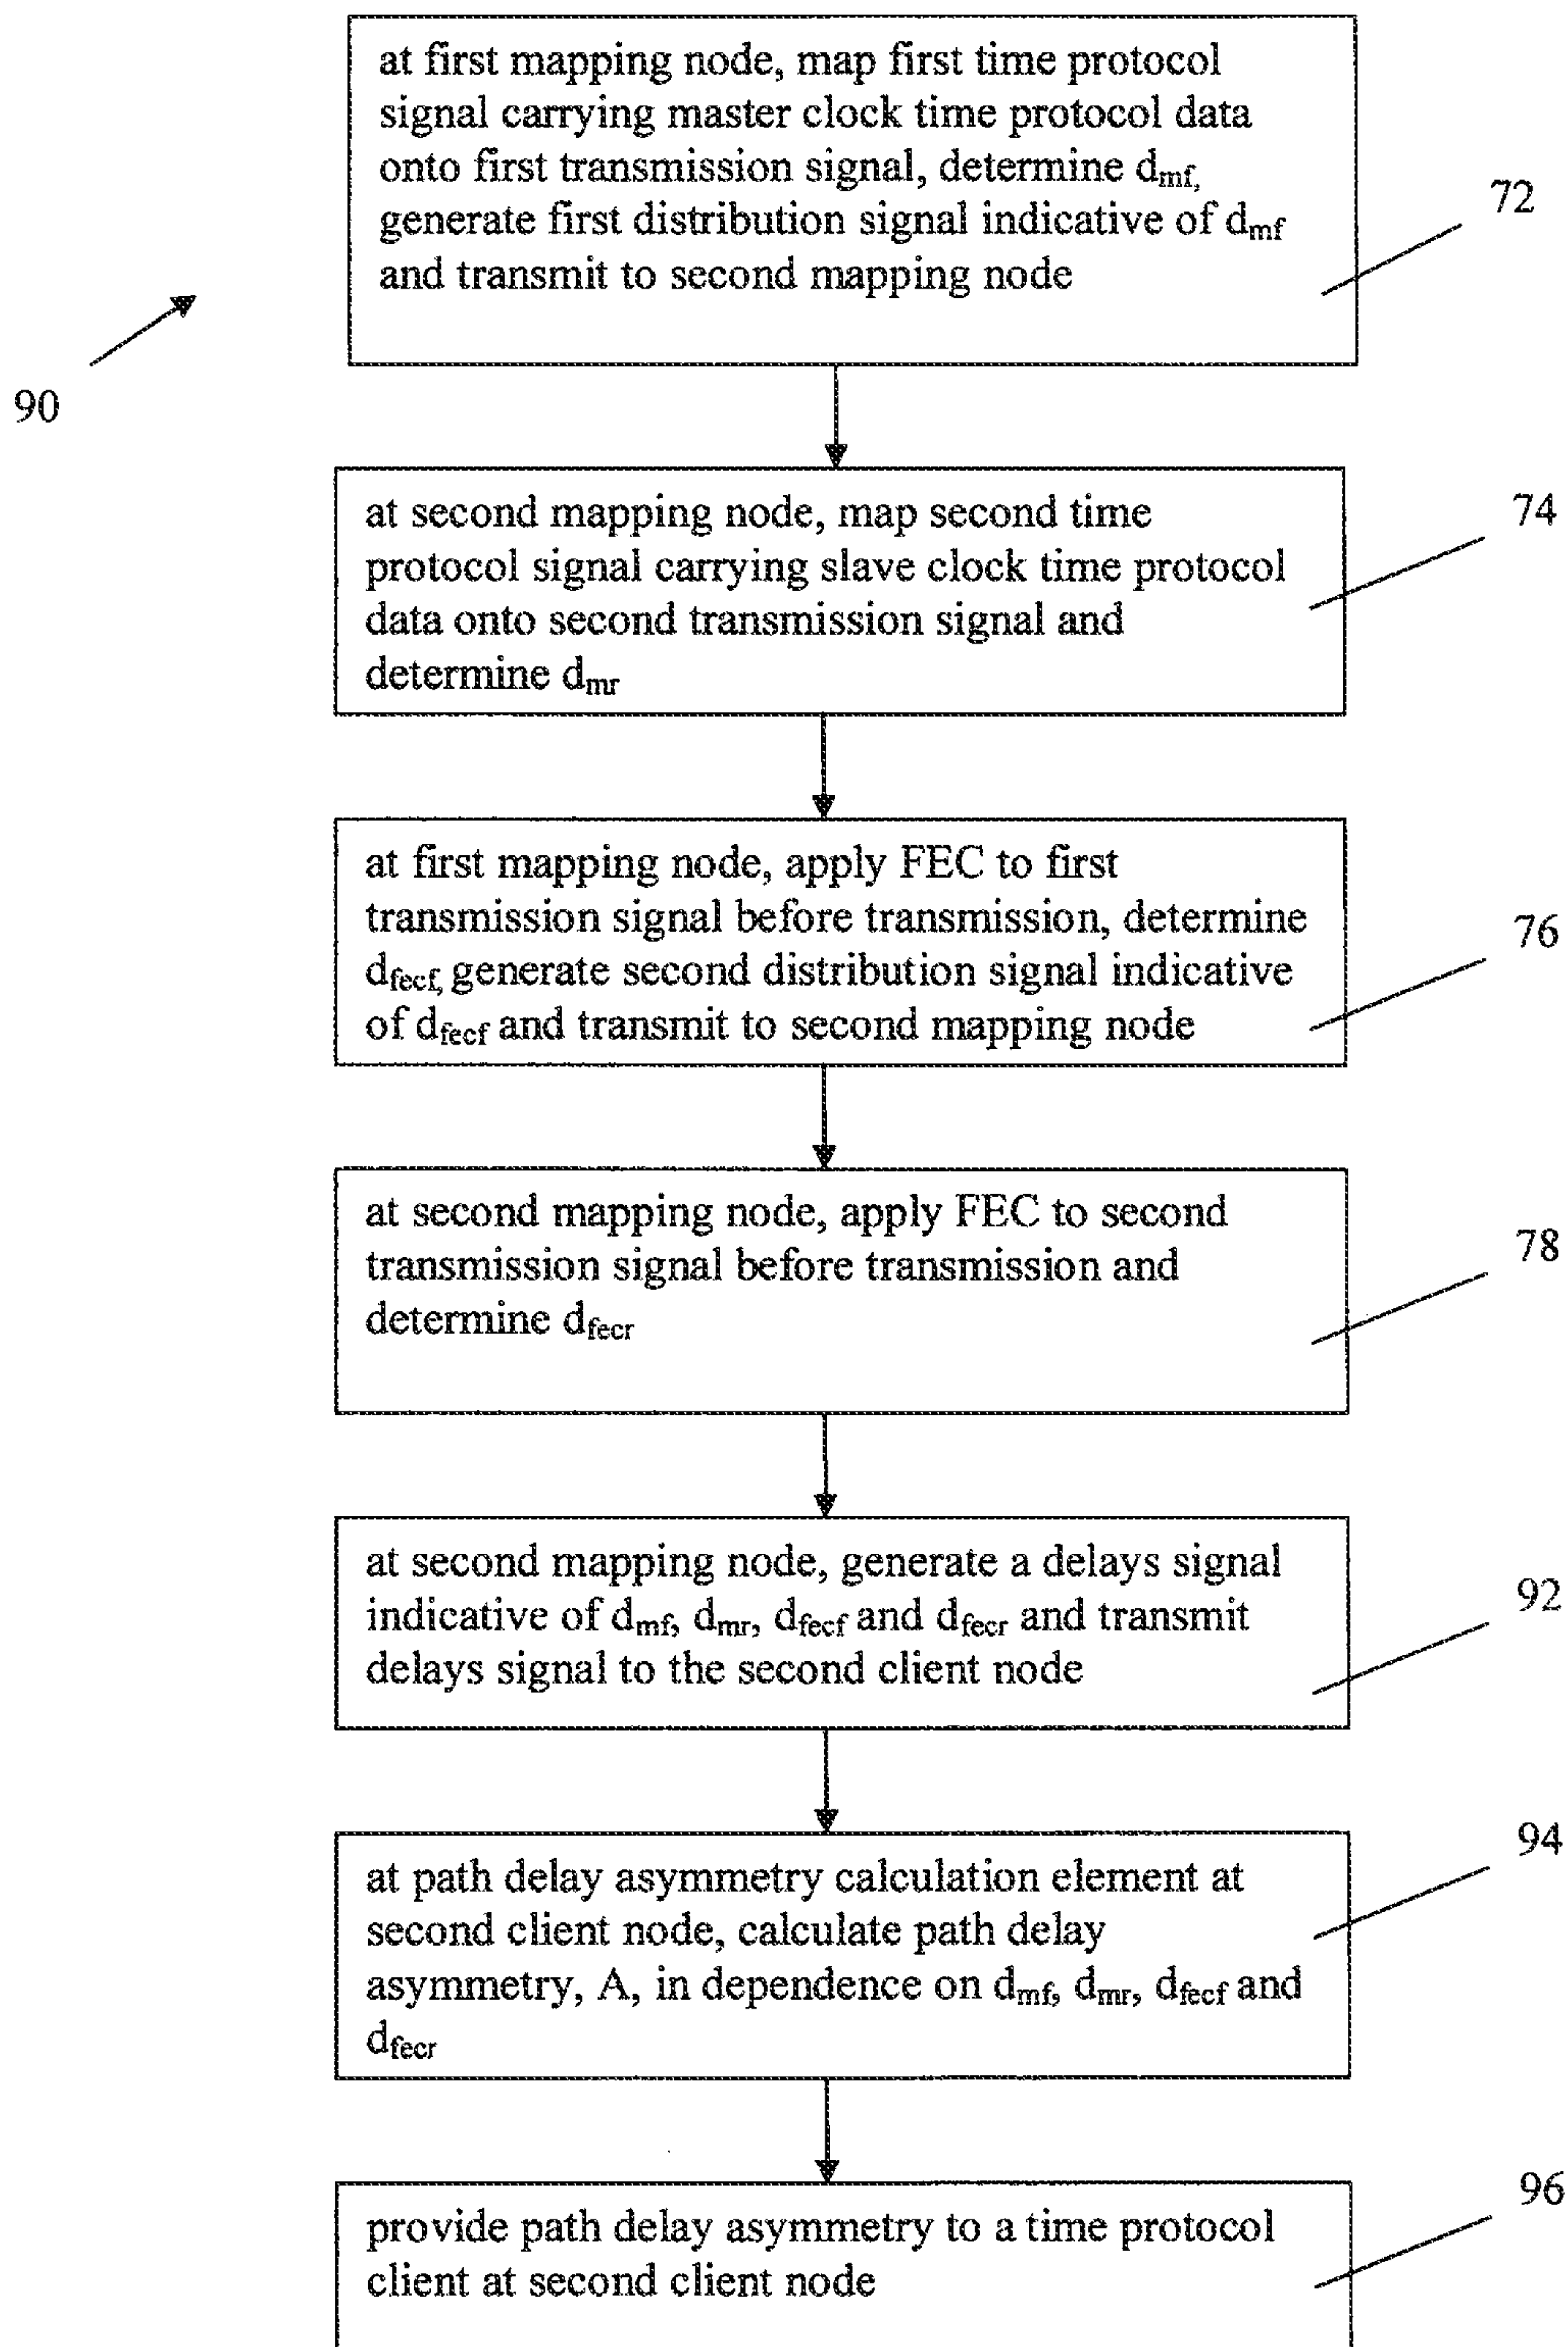 at first mapping node, map first time protocol
signal carrying master clock time protocol data
onto first transmission signal, determine dmf,
generate first distribution signal indicative of dmf
and transmit to second mapping node
72
90
at second mapping node, map second time
protocol signal carrying slave clock time protocol
data onto second transmission signal and
determine dmr
74
at first mapping node, apply FEC to first
transmission signal before transmission, determine
dfecf, generate second distribution signal indicative
of dfecf and transmit to second mapping node
76
at second mapping node, apply FEC to second
transmission signal before transmission and
determine dfecr
78
at second mapping node, generate a delays signal
indicative of dmf, dmr, dfecf and dfecr and transmit
delays signal to the second client node
92
at path delay asymmetry calculation element at
second client node, calculate path delay
asymmetry, A, in dependence on dmf, dmr, dfecf and
dfecr
94
provide path delay asymmetry to a time protocol
client at second client node
96